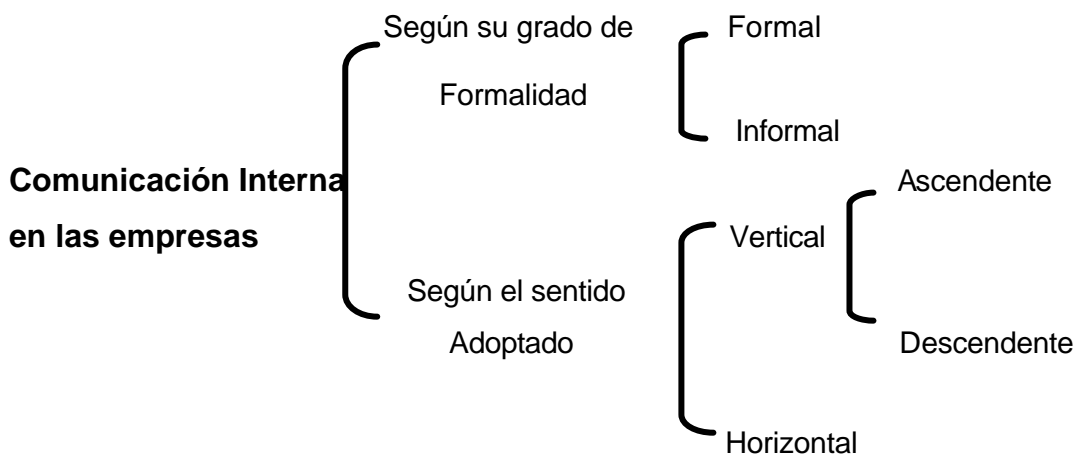 Comunicación Interna
en las empresas
Según su grado de
Formalidad
Formal
Informal
Según el sentido
Adoptado
Vertical
Ascendente
Descendente
Horizontal